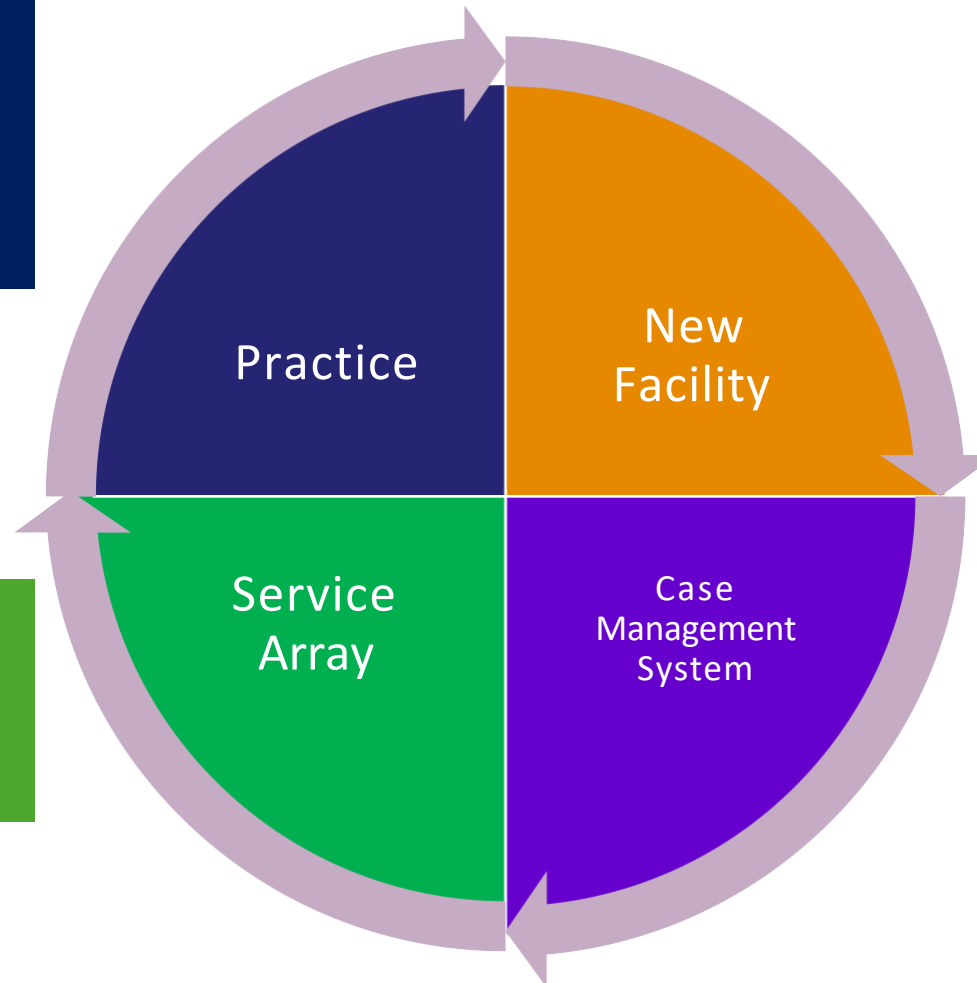 Practice
New
Facility
Service
Array
Case
Management
System